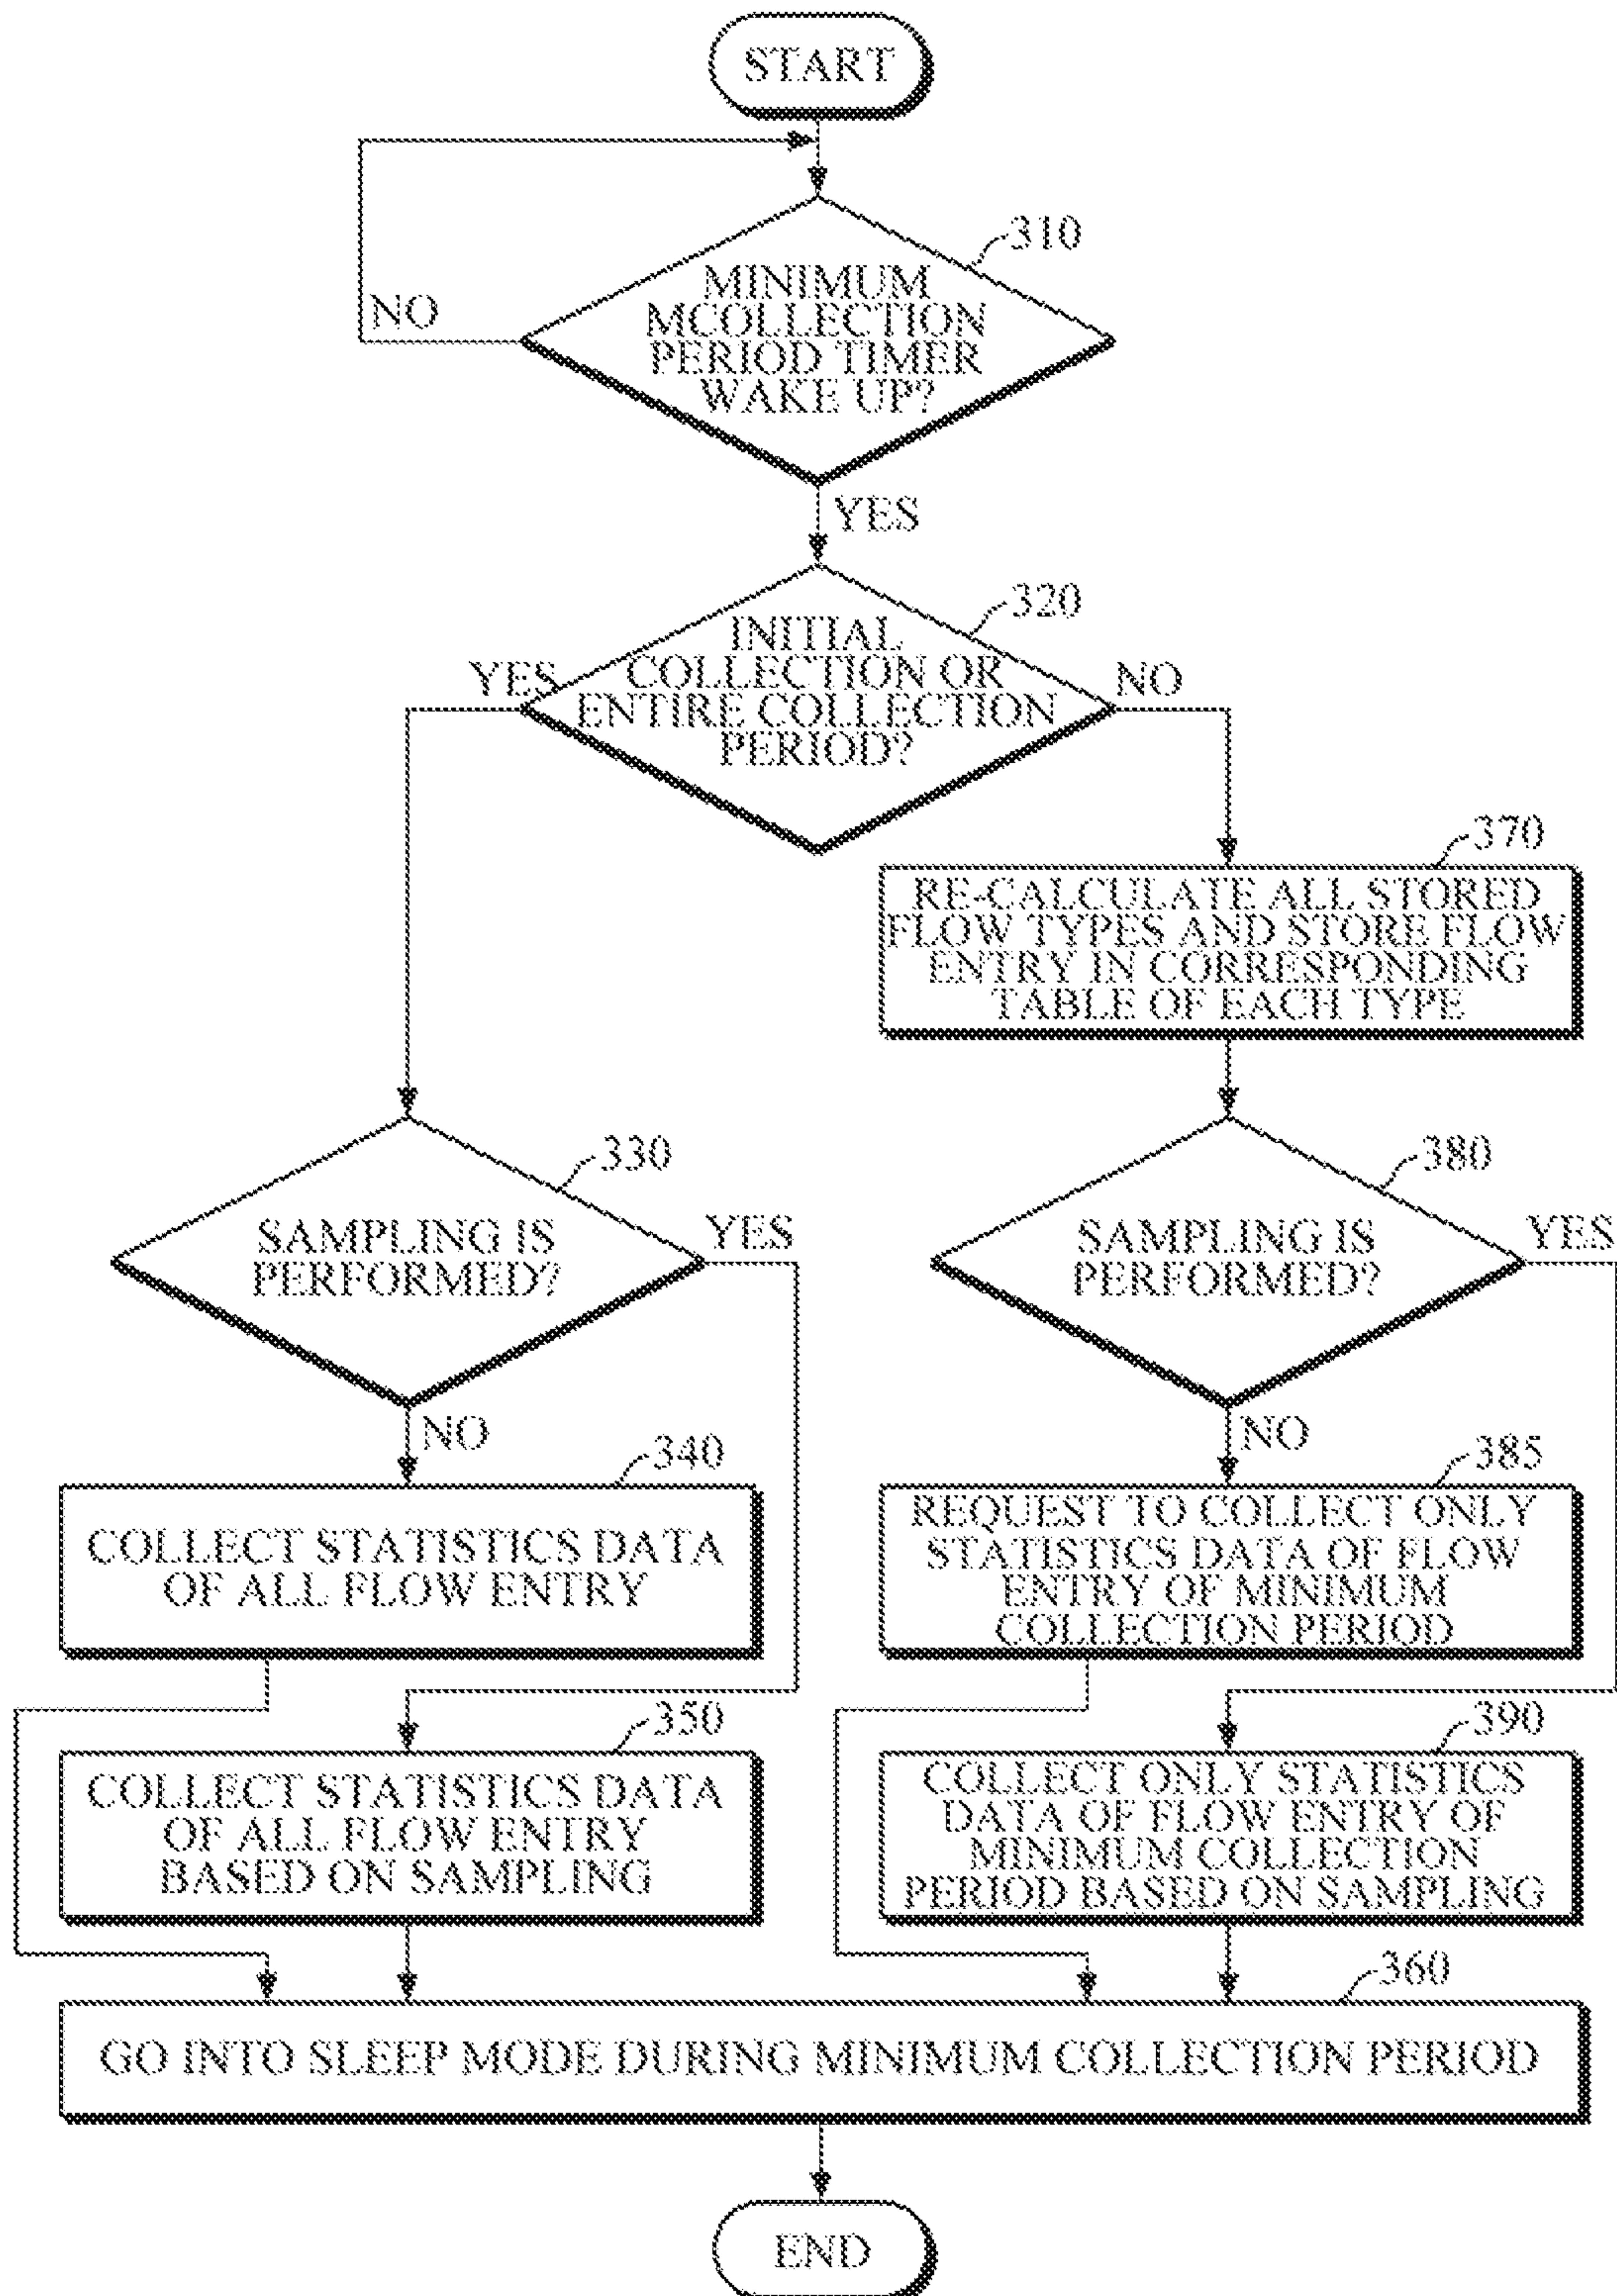 START
310
MINIMUM
MCOLLECTION
PERIOD TIMER
WAKE UP?
NO
YES
320
INITIAL
COLLECTION OR
ENTIRE COLLECTION
PERIOD?
YES
NO
370
RE-CALCULATE ALL STORED
FLOW TYPES AND STORE FLOW
ENTRY IN CORRESPONDING
TABLE OF EACH TYPE
330
SAMPLING IS
PERFORMED?
YES
NO
380
SAMPLING IS
PERFORMED?
YES
NO
340
COLLECT STATISTICS DATA
OF ALL FLOW ENTRY
385
REQUEST TO COLLECT ONLY
STATISTICS DATA OF FLOW
ENTRY OF MINIMUM
COLLECTION PERIOD
350
COLLECT STATISTICS DATA
OF ALL FLOW ENTRY
BASED ON SAMPLING
390
COLLECT ONLY STATISTICS
DATA OF FLOW ENTRY OF
MINIMUM COLLECTION
PERIOD BASED ON SAMPLING
360
GO INTO SLEEP MODE DURING MINIMUM COLLECTION PERIOD
END